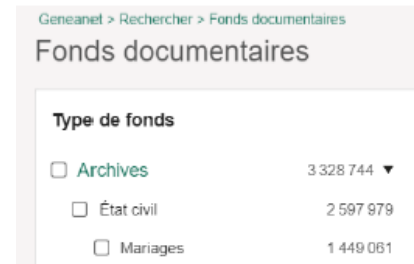 Geneanet > Rechercher > Fonds documentaires
Fonds documentaires
Type de fonds
Archives 3 328 744 ▼
État civil 2 597 979
Mariages 1 449 061